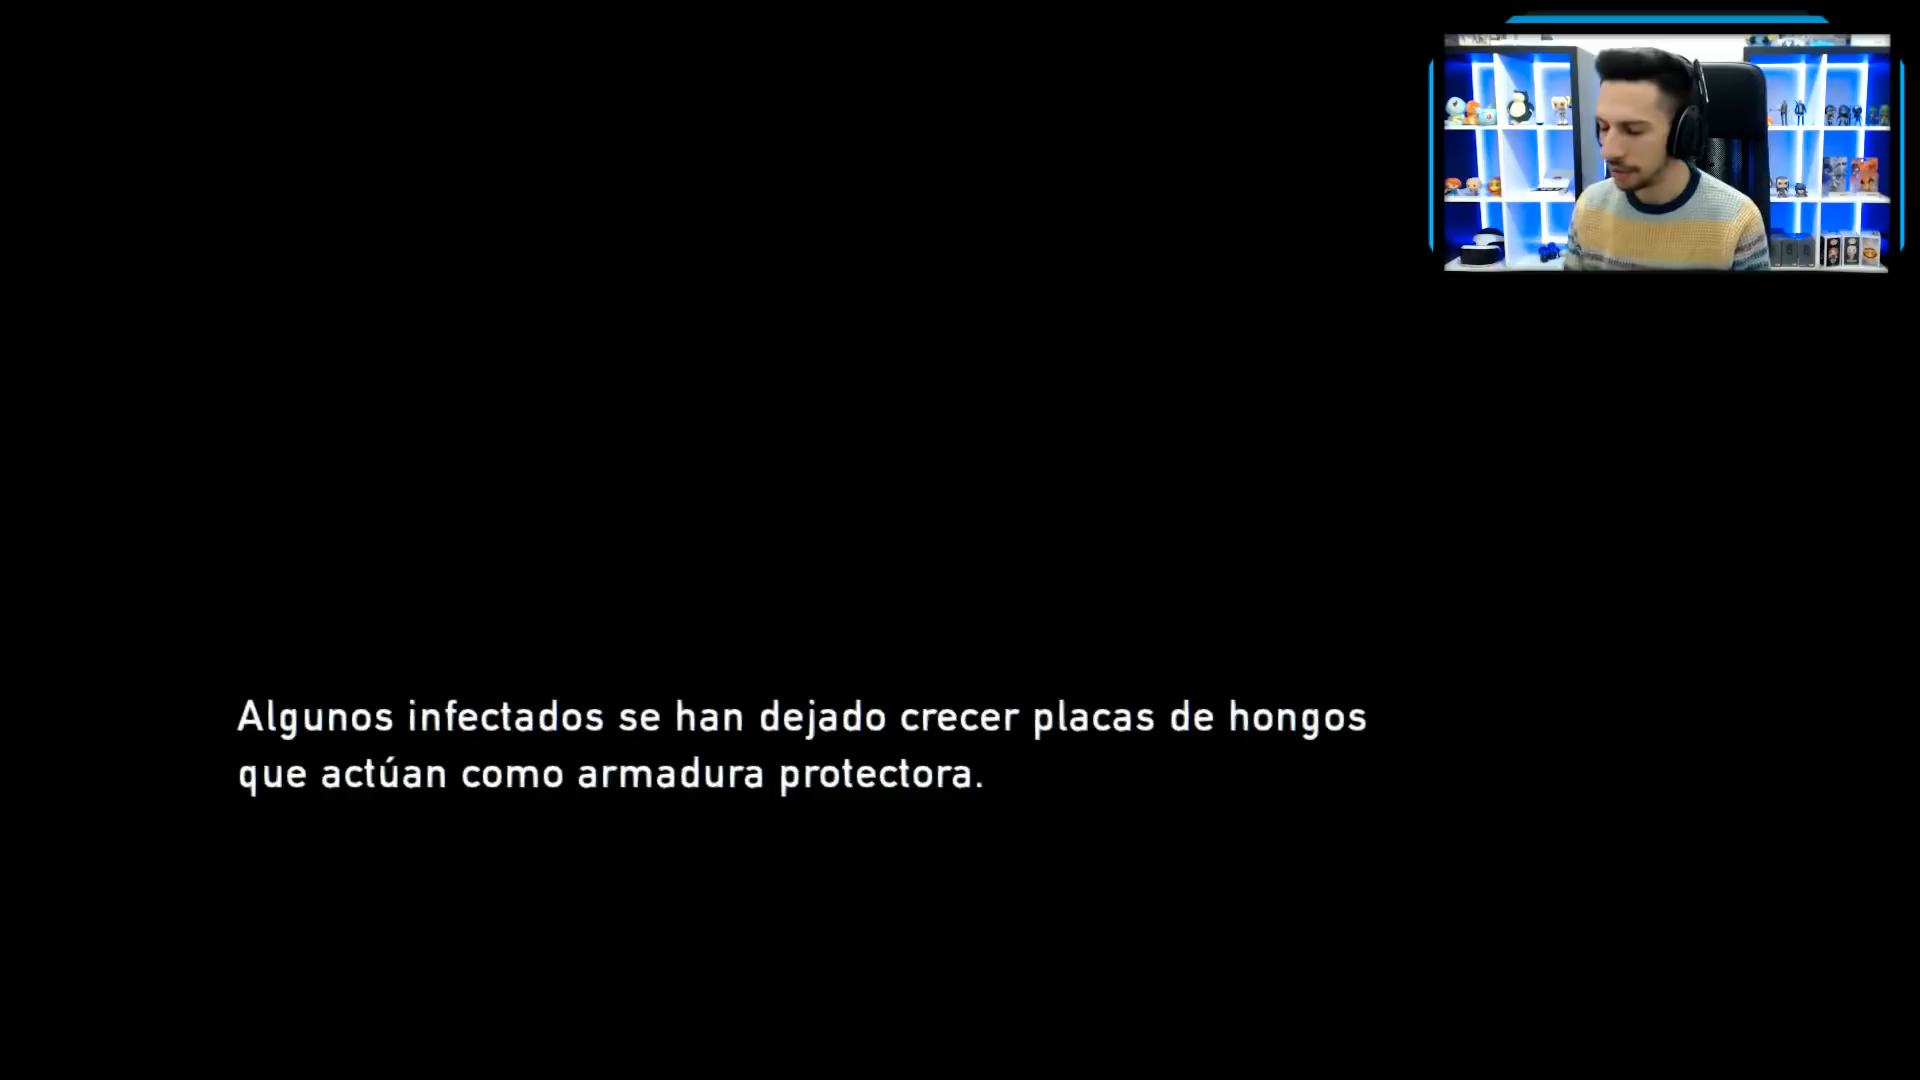 Algunos infectados se han dejado crecer placas de hongos
que actúan como armadura protectora.